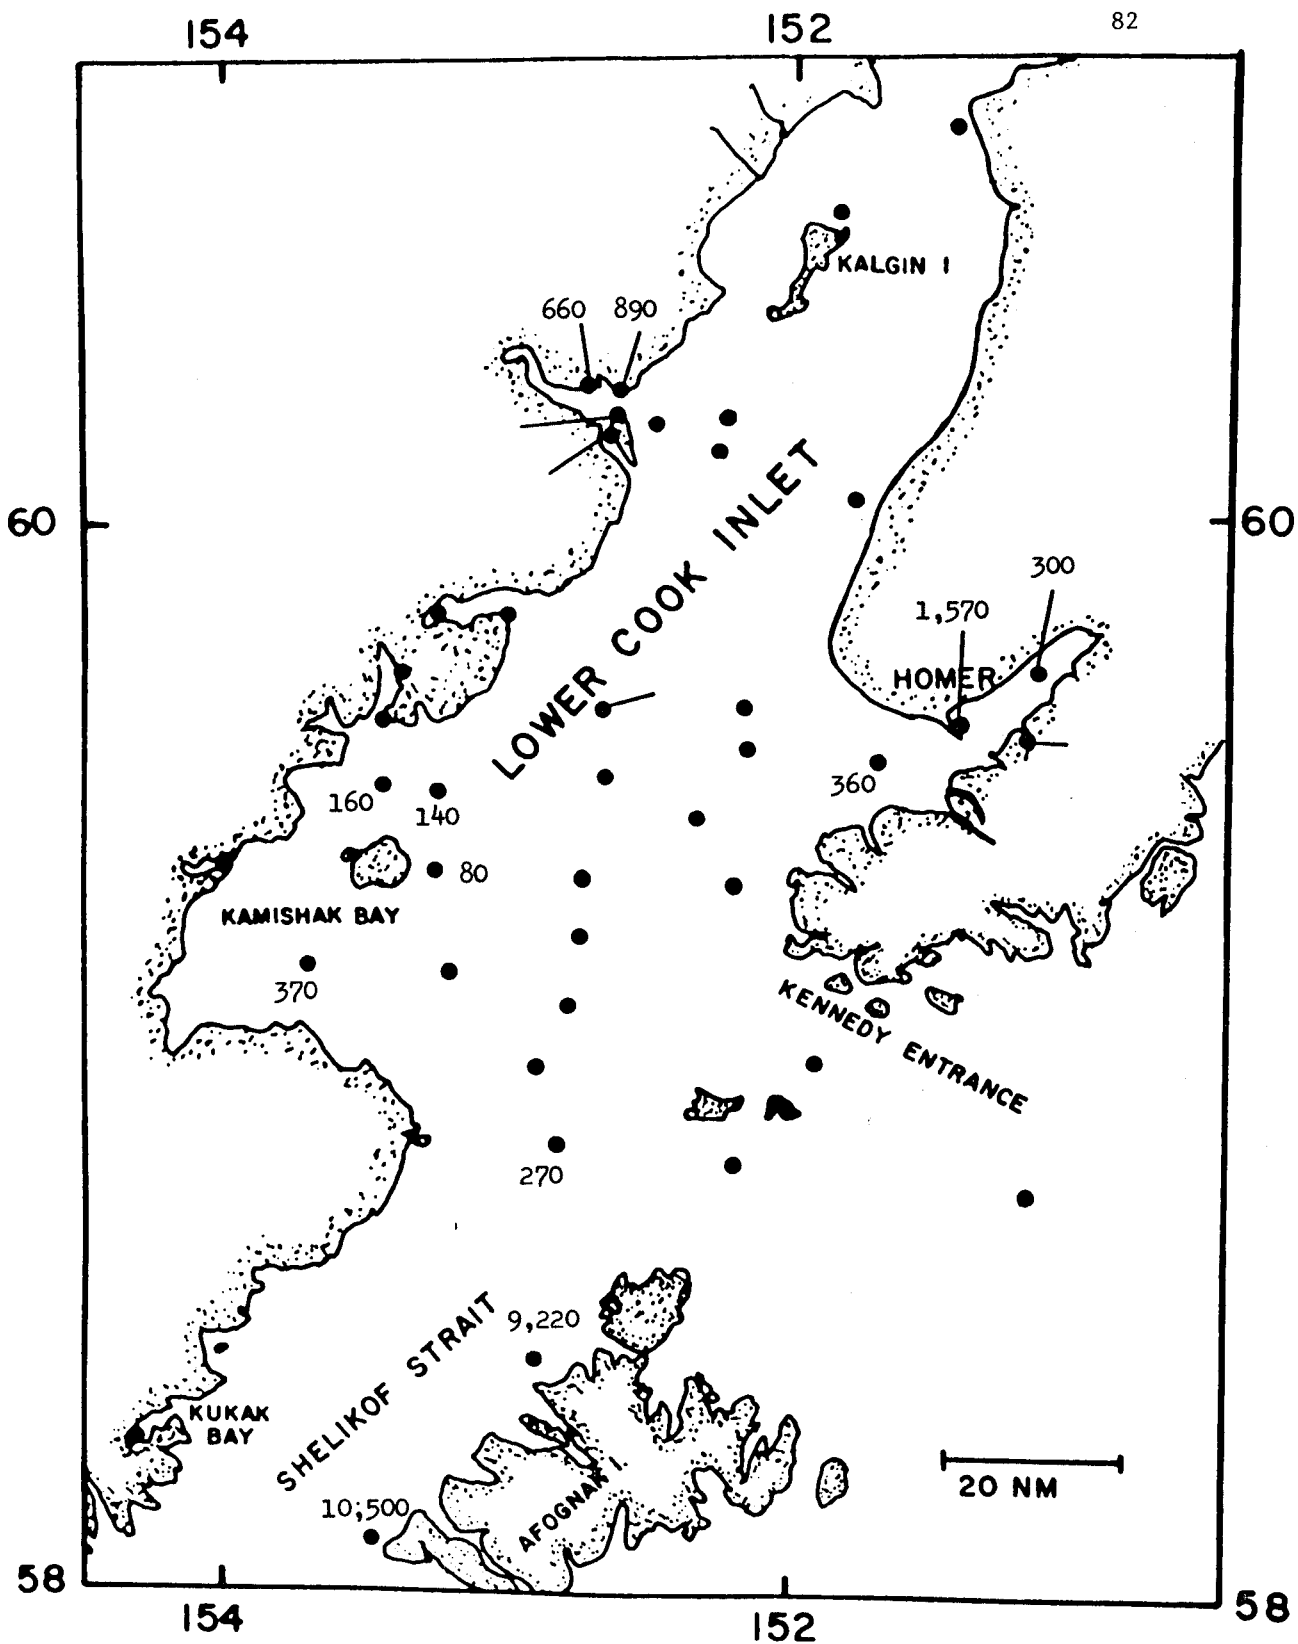 82
154
152
KALGIN I
660
890
LOWER COOK INLET
60
60
300
1,570
HOMER
360
160
140
80
KAMISHAK BAY
370
KENNEDY ENTRANCE
270
9,220
SHELIKOF STRAIT
KUKAK
BAY
20 NM
AFOGNAK I.
10,500
58
58
154
152